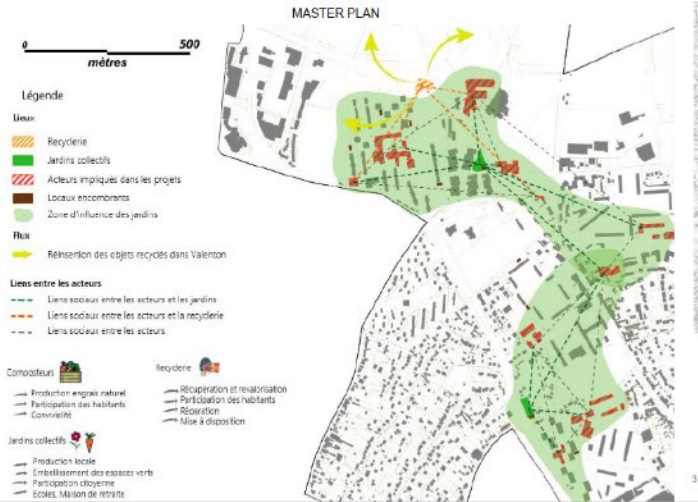 MASTER PLAN
0 500
mètres
Légende
Lieux
Recyclerie
Jardins collectifs
Acteurs impliqués dans les projets
Locaux encombrants
Zone d'influence des jardins
Flux
Réinsertion des objets recyclés dans Valenton
Liens entre les acteurs
Liens sociaux entre les acteurs et les jardins
Liens sociaux entre les acteurs et la recyclerie
Liens sociaux entre les acteurs
Composteurs
Production engrais naturel
Participation des habitants
Convivielité
Recyclerie
Récupération et revalorisation
Participation des habitants
Réparation
Mise à disposition
Jardins collectifs
Production locale
Embellissement des espaces verts
Participation citoyenne
Ecoles, Maison de retraite